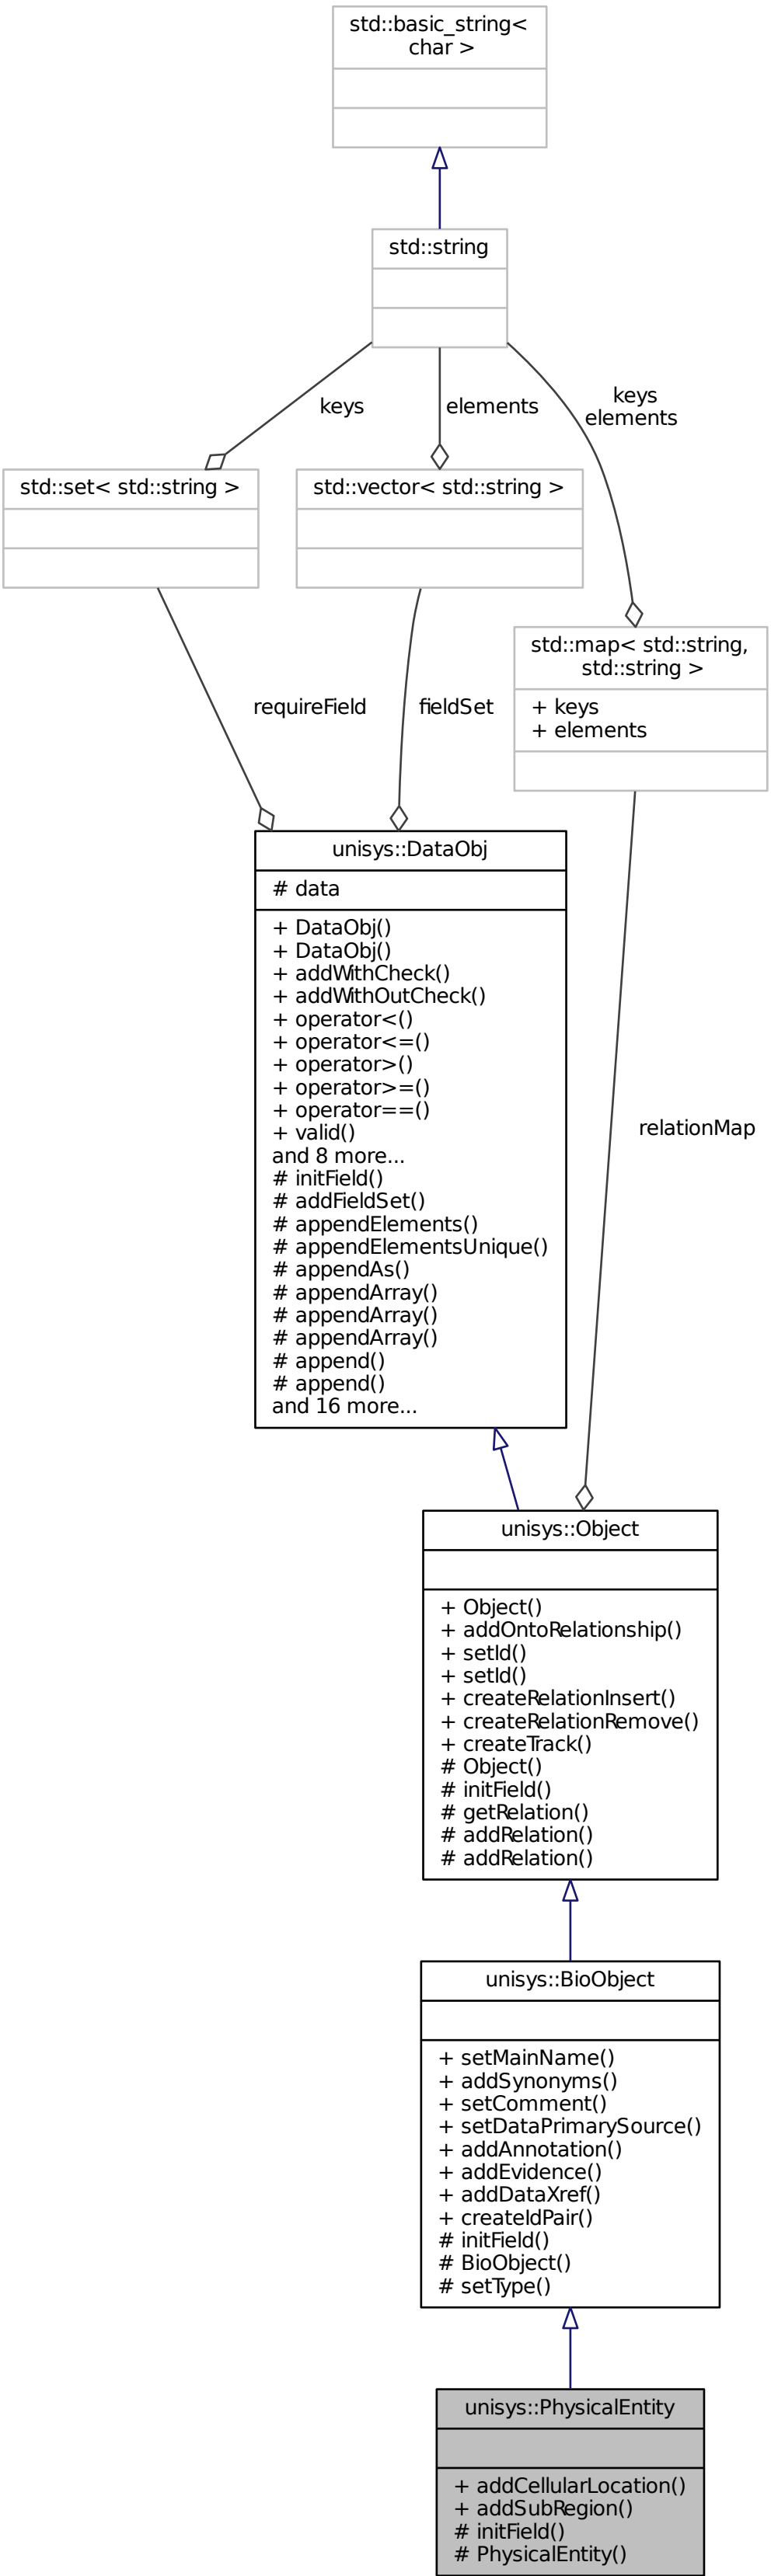 std::basic_string<
char >
std::string
keys
elements
keys
elements
std::set< std::string >
std::vector< std::string >
std::map< std::string,
std::string >
+ keys
+ elements
requireField
fieldSet
unisys::DataObj
# data
+ DataObj()
+ DataObj()
+ addWithCheck()
+ addWithOutCheck()
+ operator<()
+ operator<=()
+ operator>()
+ operator>=()
+ operator==()
+ valid()
and 8 more...
# initField()
# addFieldSet()
# appendElements()
# appendElementsUnique()
# appendAs()
# appendArray()
# appendArray()
# appendArray()
# append()
# append()
and 16 more...
relationMap
unisys::Object
+ Object()
+ addOntoRelationship()
+ setId()
+ setId()
+ createRelationInsert()
+ createRelationRemove()
+ createTrack()
# Object()
# initField()
# getRelation()
# addRelation()
# addRelation()
unisys::BioObject
+ setMainName()
+ addSynonyms()
+ setComment()
+ setDataPrimarySource()
+ addAnnotation()
+ addEvidence()
+ addDataXref()
+ createIdPair()
# initField()
# BioObject()
# setType()
unisys::PhysicalEntity
+ addCellularLocation()
+ addSubRegion()
# initField()
# PhysicalEntity()